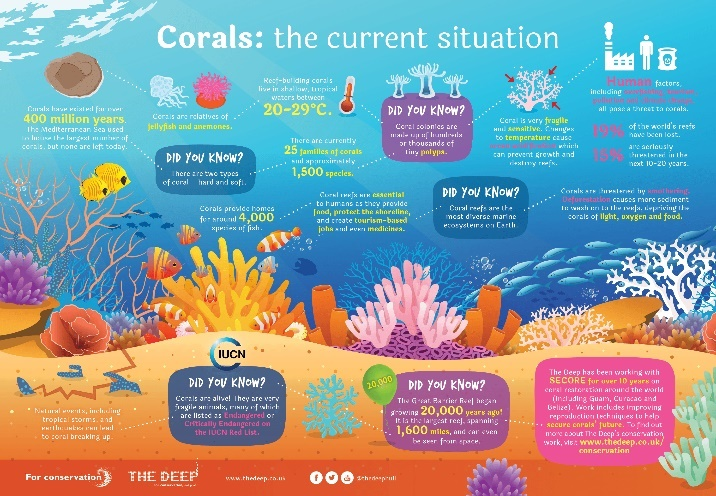 Corals: the current situation
Corals have existed for over
400 million years.
The Mediterranean Sea used
to house the largest number of
corals, but none are left today.
Corals are relatives of
jellyfish and anemones.
Reef-building corals
live in shallow, tropical
waters between
20-29°C.
DID YOU KNOW?
Coral colonies are
made up of hundreds
or thousands of
tiny polyps.
Coral is very fragile
and sensitive. Changes
to temperature cause
which
can prevent growth and
destroy reefs.
Human factors,
including
all pose a threat to corals.
19% of the world's reefs
have been lost.
15% are seriously
threatened in the
next 10-20 years.
DID YOU KNOW?
There are two types
of coral - hard and soft.
There are currently
25 families of corals
and approximately
1,500 species.
Corals provide homes
for around 4,000
species of fish.
Coral reefs are essential
to humans as they provide
food, protect the shoreline,
and create tourism-based
jobs and even medicines.
DID YOU KNOW?
Coral reefs are the
most diverse marine
ecosystems on Earth.
Corals are threatened by smothering.
Deforestation causes more sediment
to wash on to the reefs, depriving the
corals of light, oxygen and food.
Natural events, including
tropical storms, and
earthquakes can lead
to coral breaking up.
IUCN
DID YOU KNOW?
Corals are alive! They are very
fragile animals, many of which
are listed as Endangered or
Critically Endangered on
the IUCN Red List.
20,000
DID YOU KNOW?
The Great Barrier Reef began
growing 20,000 years ago!
It is the largest reef, spanning
1,600 miles, and can even
be seen from space.
The Deep has been working with
SECORE for over 10 years on
coral restoration around the world
(including Guam, Curacao and
Belize). Work includes improving
reproduction techniques to help
secure corals' future. To find out
more about The Deep's conservation
work, visit www.thedeep.co.uk/
conservation
For conservation
THE DEEP
www.thedeep.co.uk
@thedeephull